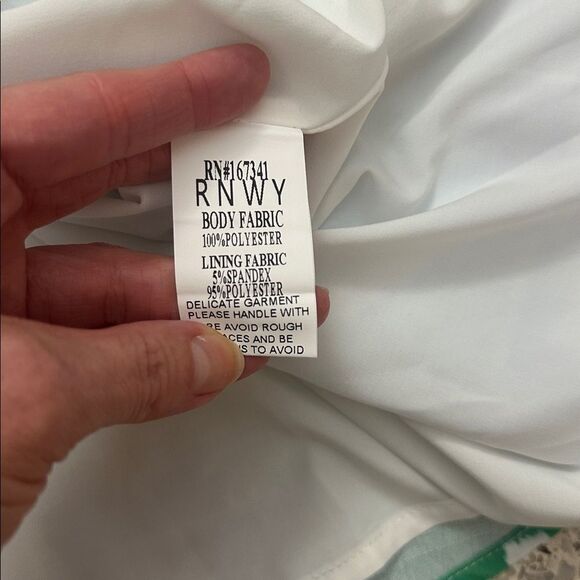 RN#167341
RNWY
BODY FABRIC
100%POLYESTER
LINING FABRIC
5%SPANDEX
95%POLYESTER
DELICATE GARMENT
PLEASE HANDLE WITH
AVOID ROUGH
AND BE
TO AVOID